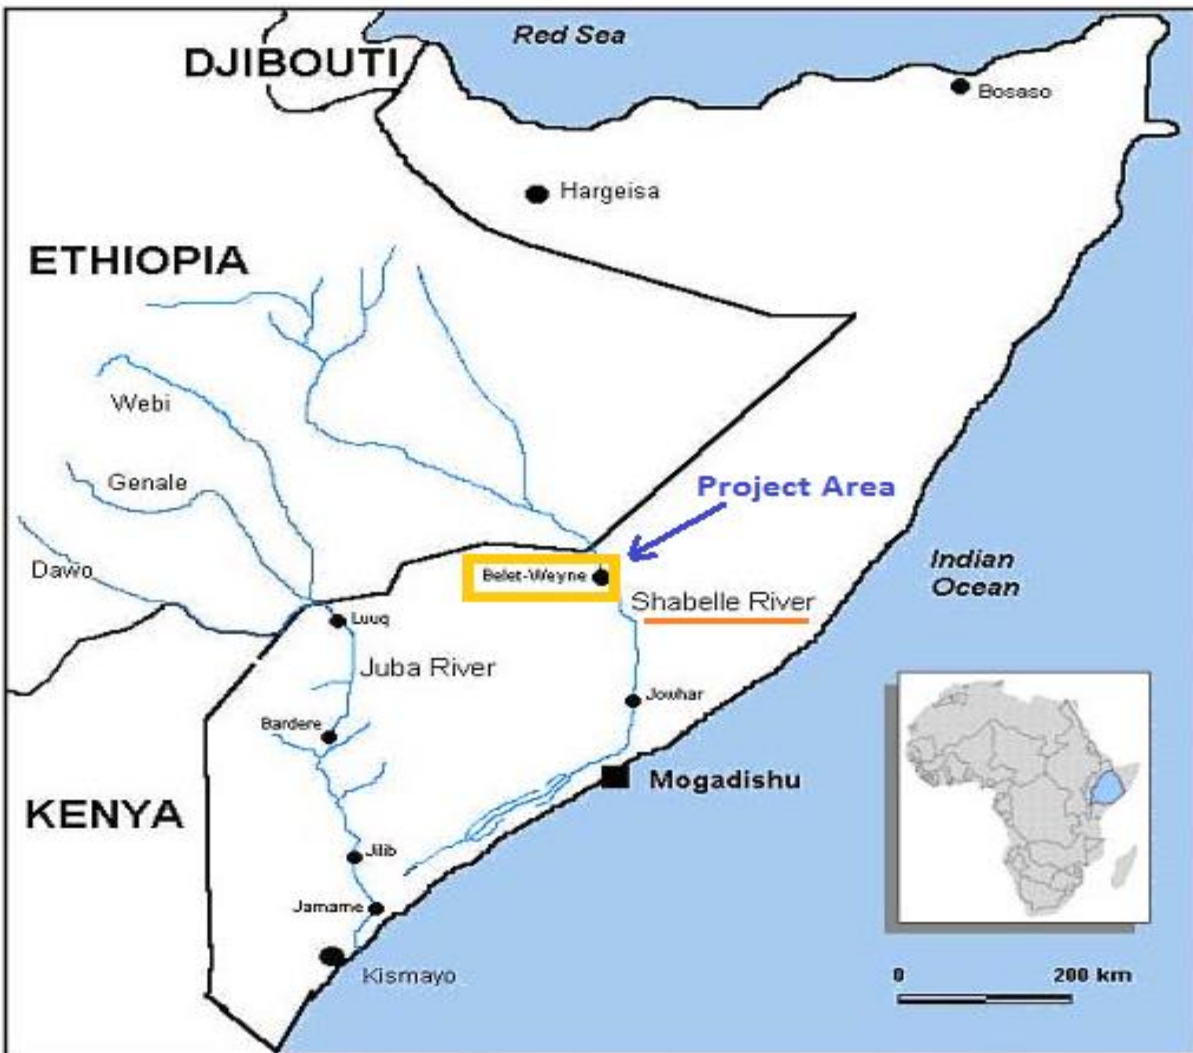 Red Sea
DJIBOUTI
Bosaso
Hargeisa
ETHIOPIA
Webi
Genale
Project Area
Dawo
Belet-Weyne
Indian
Ocean
Shabelle River
Luuq
Juba River
Jowhar
Bardere
Mogadishu
KENYA
Jilib
Jamame
Kismayo
0 200 km